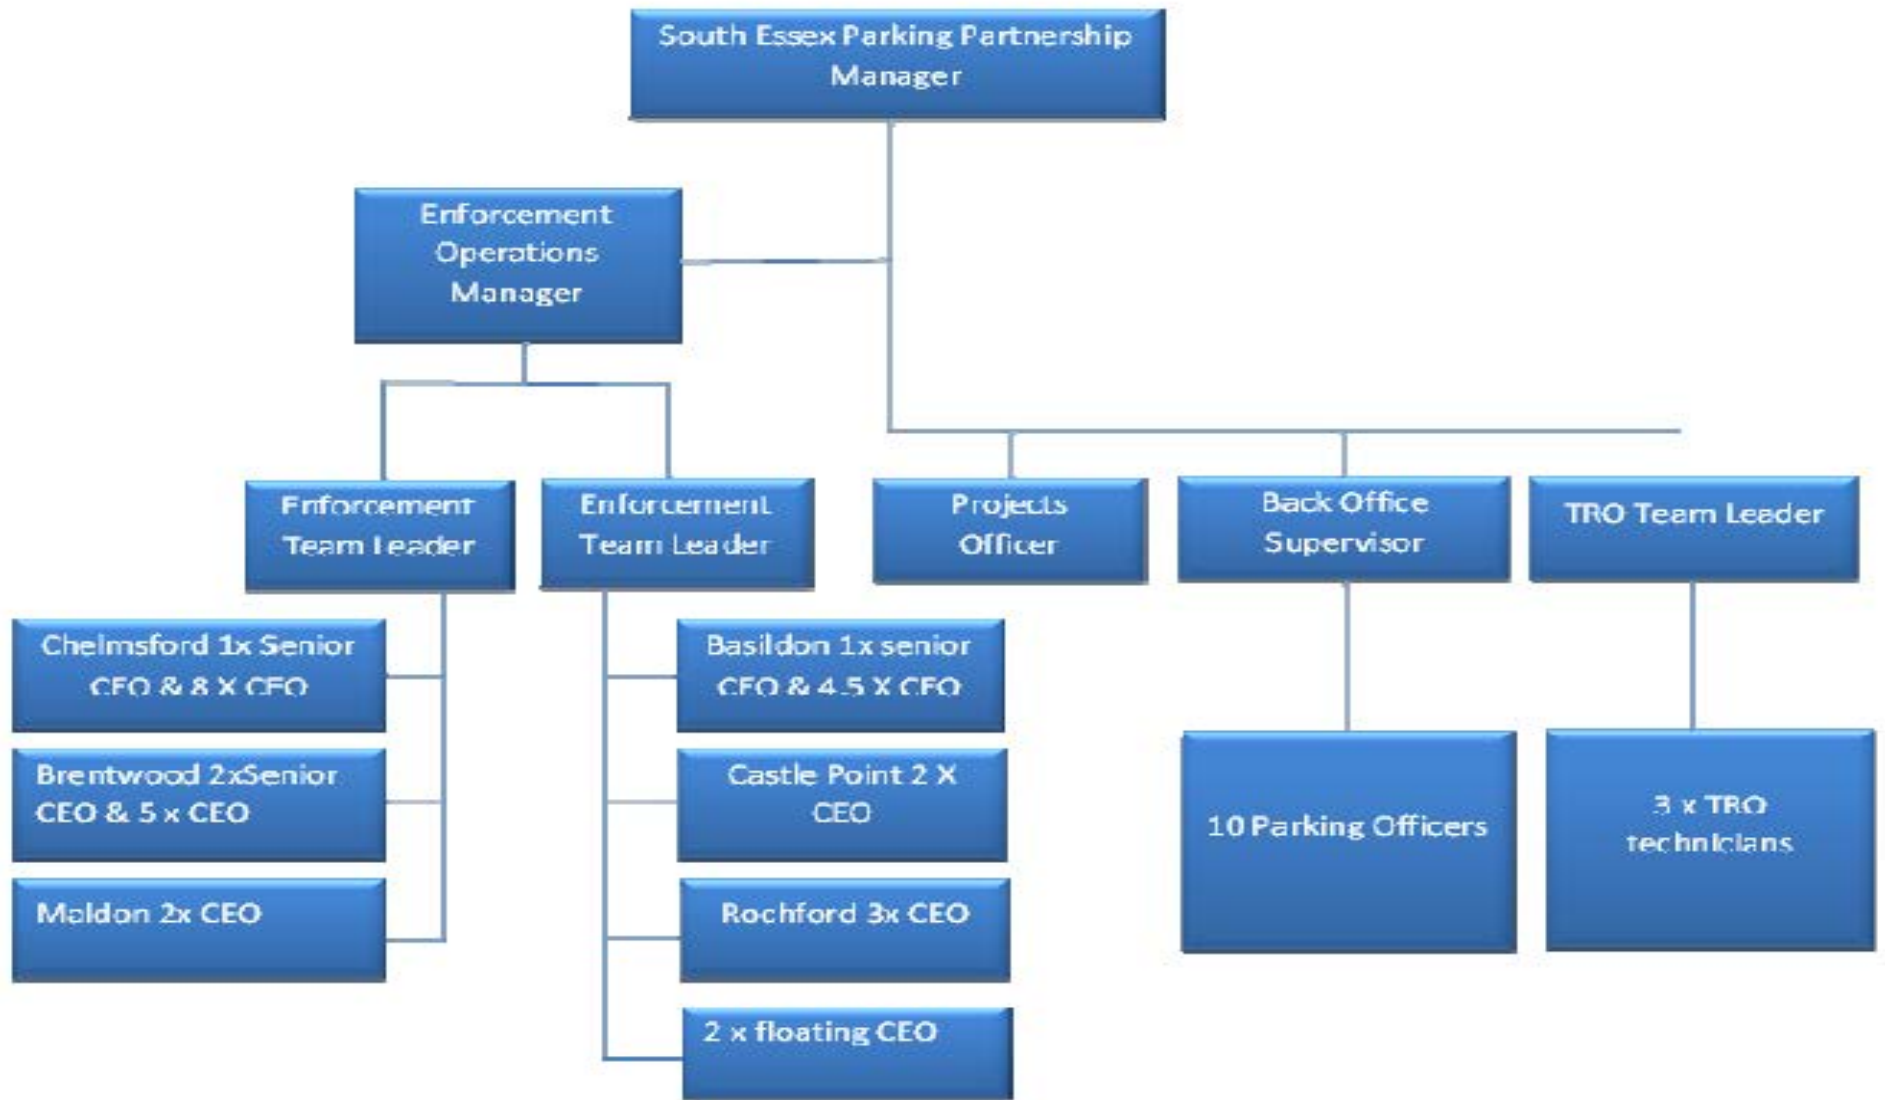 South Essex Parking Partnership
Manager
Enforcement
Operations
Manager
Enforcement
Team Leader
Enforcement
Team Leader
Projects
Officer
Back Office
Supervisor
TRO Team Leader
Chelmsford 1x Senior
CEO & 8 X CEO
Brentwood 2xSenior
CEO & 5 x CEO
Maldon 2x CEO
Basildon 1x senior
CEO & 4.5 X CEO
Castle Point 2 X
CEO
Rochford 3x CEO
2 x floating CEO
10 Parking Officers
3 x TRO
technicians